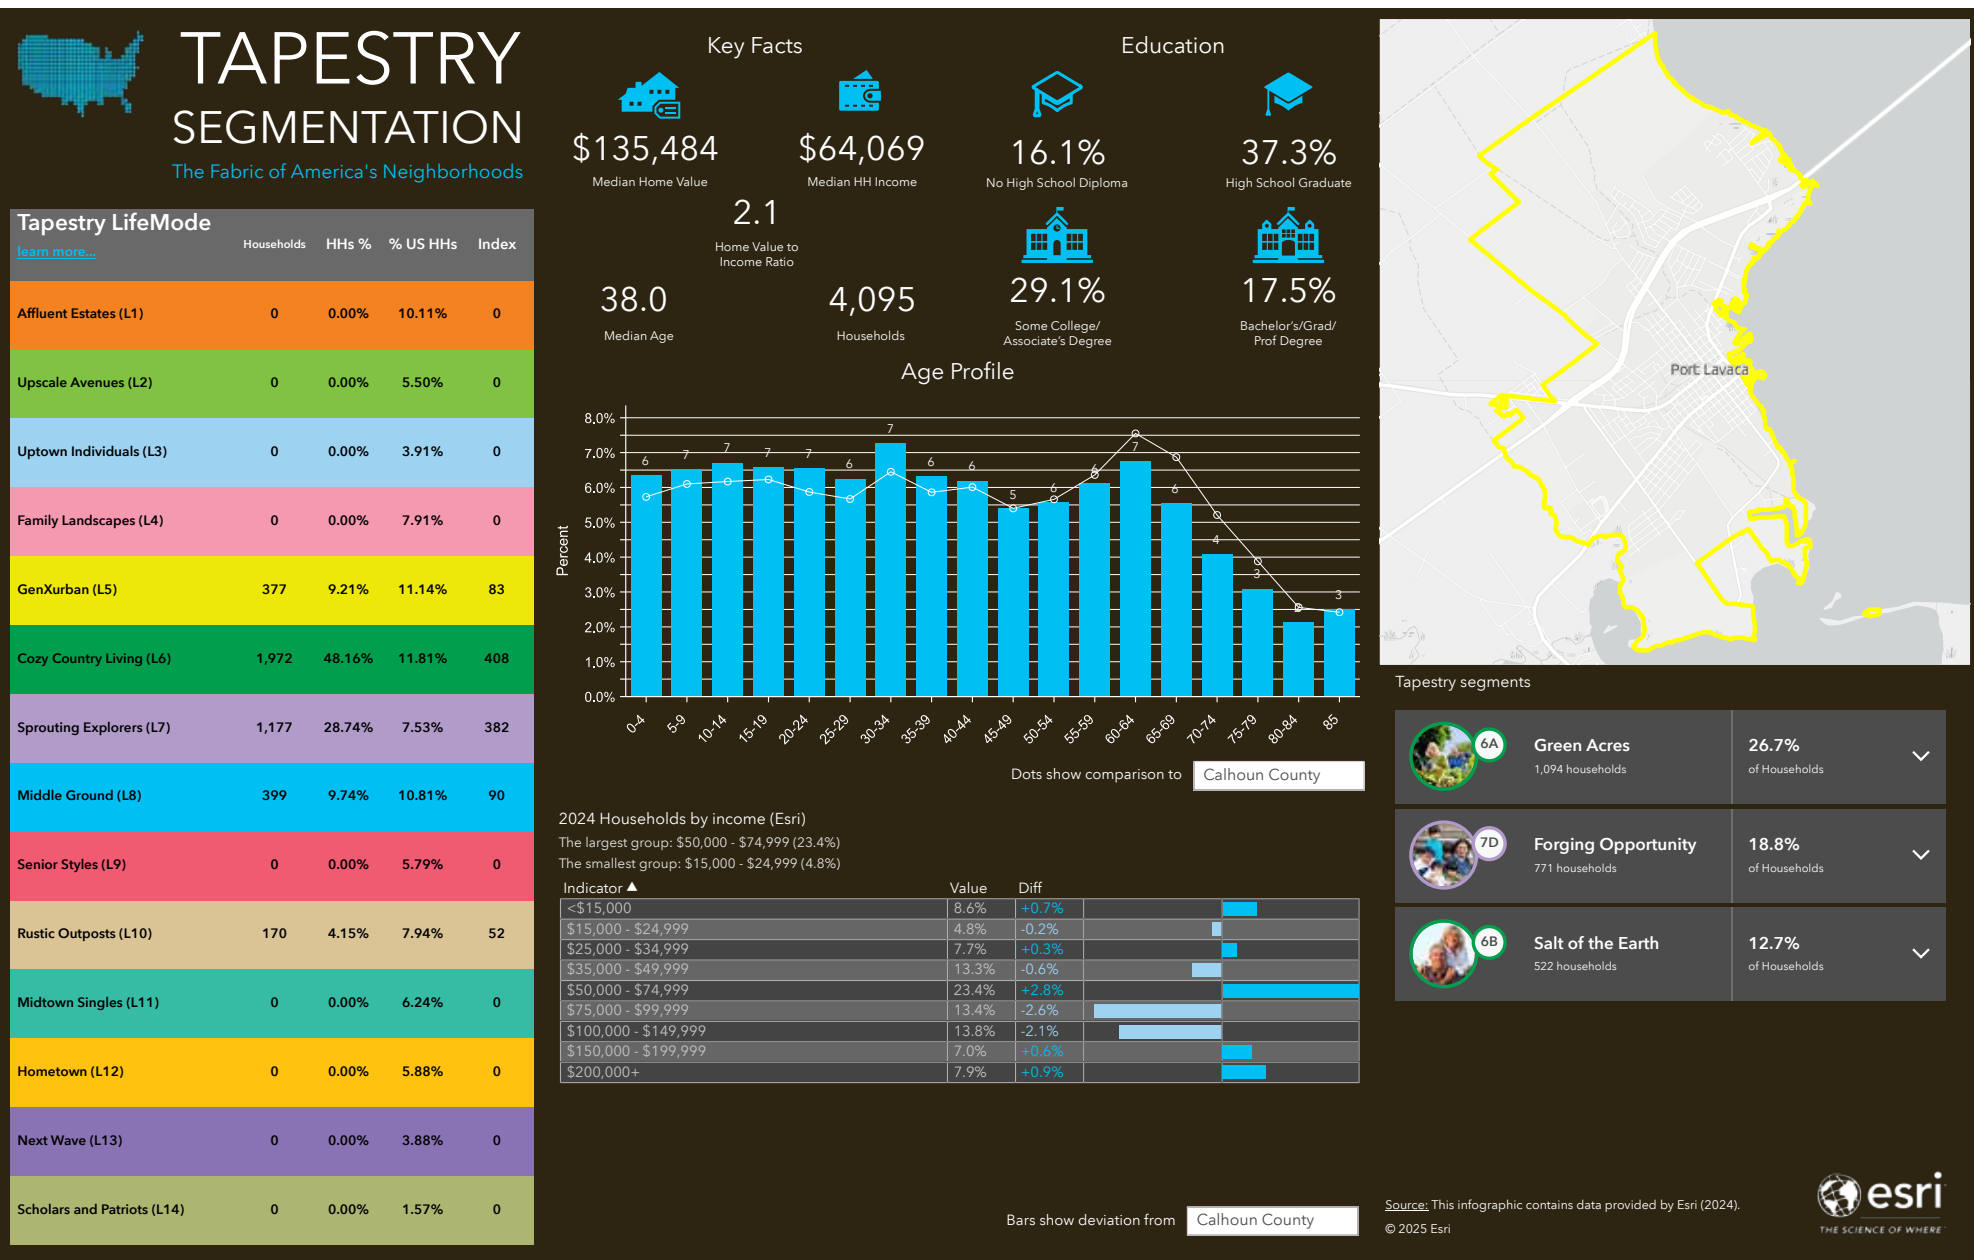 TAPESTRY
SEGMENTATION
The Fabric of America's Neighborhoods
Tapestry LifeMode
learn more...
Households HHs % % US HHs Index
Affluent Estates (L1) 0 0.00% 10.11% 0
Upscale Avenues (L2) 0 0.00% 5.50% 0
Uptown Individuals (L3) 0 0.00% 3.91% 0
Family Landscapes (L4) 0 0.00% 7.91% 0
GenXurban (L5) 377 9.21% 11.14% 83
Cozy Country Living (L6) 1,972 48.16% 11.81% 408
Sprouting Explorers (L7) 1,177 28.74% 7.53% 382
Middle Ground (L8) 399 9.74% 10.81% 90
Senior Styles (L9) 0 0.00% 5.79% 0
Rustic Outposts (L10) 170 4.15% 7.94% 52
Midtown Singles (L11) 0 0.00% 6.24% 0
Hometown (L12) 0 0.00% 5.88% 0
Next Wave (L13) 0 0.00% 3.88% 0
Scholars and Patriots (L14) 0 0.00% 1.57% 0
Key Facts
$135,484
Median Home Value
$64,069
Median HH Income
2.1
Home Value to
Income Ratio
38.0
Median Age
4,095
Households
Education
16.1%
No High School Diploma
37.3%
High School Graduate
29.1%
Some College/
Associate's Degree
17.5%
Bachelor's/Grad/
Prof Degree
Age Profile
Percent
8.0%
7.0%
6.0%
5.0%
4.0%
3.0%
2.0%
1.0%
0.0%
6 7 7 7 7 6 7 6 6 5 6 6 7 6 4 3 2 3
0-4 5-9 10-14 15-19 20-24 25-29 30-34 35-39 40-44 45-49 50-54 55-59 60-64 65-69 70-74 75-79 80-84 85
Dots show comparison to Calhoun County
2024 Households by income (Esri)
The largest group: $50,000 - $74,999 (23.4%)
The smallest group: $15,000 - $24,999 (4.8%)
Indicator ▲ Value Diff
<$15,000 8.6% +0.7%
$15,000 - $24,999 4.8% -0.2%
$25,000 - $34,999 7.7% +0.3%
$35,000 - $49,999 13.3% -0.6%
$50,000 - $74,999 23.4% +2.8%
$75,000 - $99,999 13.4% -2.6%
$100,000 - $149,999 13.8% -2.1%
$150,000 - $199,999 7.0% +0.6%
$200,000+ 7.9% +0.9%
Bars show deviation from Calhoun County
Port Lavaca
Tapestry segments
6A Green Acres 26.7%
1,094 households of Households
7D Forging Opportunity 18.8%
771 households of Households
6B Salt of the Earth 12.7%
522 households of Households
Source: This infographic contains data provided by Esri (2024).
© 2025 Esri
esri
THE SCIENCE OF WHERE